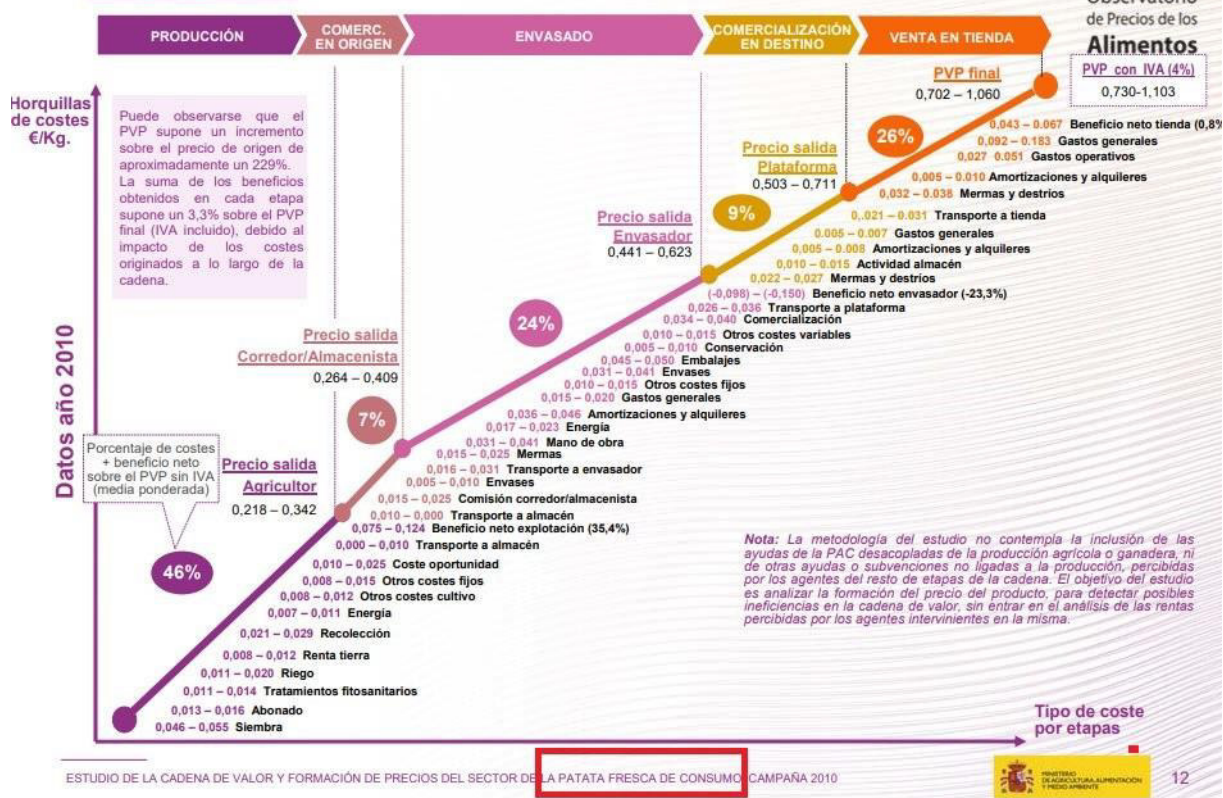 Observatorio
de Precios de los
Alimentos
PRODUCCIÓN
COMERC.
EN ORIGEN
ENVASADO
COMERCIALIZACIÓN
EN DESTINO
VENTA EN TIENDA
PVP con IVA (4%)
0,730-1,103
PVP final
0,702 – 1,060
Horquillas
de costes
€/Kg.
Puede observarse que el
PVP supone un incremento
sobre el precio de origen de
aproximadamente un 229%.
La suma de los beneficios
obtenidos en cada etapa
supone un 3,3% sobre el PVP
final (IVA incluido), debido al
impacto de los costes
originados a lo largo de la
cadena.
26%
0,043 – 0.067 Beneficio neto tienda (0,8%
0,092 – 0.183 Gastos generales
0,027 0.051 Gastos operativos
0,005 – 0.010 Amortizaciones y alquileres
0,032 – 0.038 Mermas y destríos
Precio salida
Plataforma
0,503 – 0,711
9%
0,.021 – 0.031 Transporte a tienda
0.005 – 0.007 Gastos generales
0,005 – 0.008 Amortizaciones y alquileres
0,010 – 0.015 Actividad almacén
0,022 – 0,027 Mermas y destríos
Precio salida
Envasador
0,441 – 0,623
24%
(-0,098) – (-0,150) Beneficio neto envasador (-23,3%)
0,026 – 0,036 Transporte a plataforma
0,034 – 0,040 Comercialización
0,010 – 0,015 Otros costes variables
0,005 – 0,010 Conservación
0,045 – 0,050 Embalajes
0,031 – 0,041 Envases
0,010 – 0,015 Otros costes fijos
0,015 – 0,020 Gastos generales
0,036 – 0,046 Amortizaciones y alquileres
0,017 – 0,023 Energía
0,031 – 0,041 Mano de obra
0,015 – 0,025 Mermas
Precio salida
Corredor/Almacenista
0,264 – 0,409
7%
0,016 – 0,031 Transporte a envasador
0,005 – 0,010 Envases
0,015 – 0,025 Comisión corredor/almacenista
0,010 – 0,000 Transporte a almacén
Datos año 2010
Porcentaje de costes
+ beneficio neto
sobre el PVP sin IVA
(media ponderada)
Precio salida
Agricultor
0,218 – 0,342
46%
0,075 – 0,124 Beneficio neto explotación (35,4%)
0,000 – 0,010 Transporte a almacén
0,010 – 0,025 Coste oportunidad
0,008 – 0,015 Otros costes fijos
0,008 – 0,012 Otros costes cultivo
0,007 – 0,011 Energía
0,021 – 0,029 Recolección
0,008 – 0,012 Renta tierra
0,011 – 0,020 Riego
0,011 – 0,014 Tratamientos fitosanitarios
0,013 – 0,016 Abonado
0,046 – 0,055 Siembra
Nota: La metodología del estudio no contempla la inclusión de las
ayudas de la PAC desacopladas de la producción agrícola o ganadera, ni
de otras ayudas o subvenciones no ligadas a la producción, percibidas
por los agentes del resto de etapas de la cadena. El objetivo del estudio
es analizar la formación del precio del producto, para detectar posibles
ineficiencias en la cadena de valor, sin entrar en el análisis de las rentas
percibidas por los agentes intervinientes en la misma.
Tipo de coste
por etapas
ESTUDIO DE LA CADENA DE VALOR Y FORMACIÓN DE PRECIOS DEL SECTOR DE LA PATATA FRESCA DE CONSUMO CAMPAÑA 2010
MINISTERIO
DE AGRICULTURA, ALIMENTACIÓN
Y MEDIO AMBIENTE
12